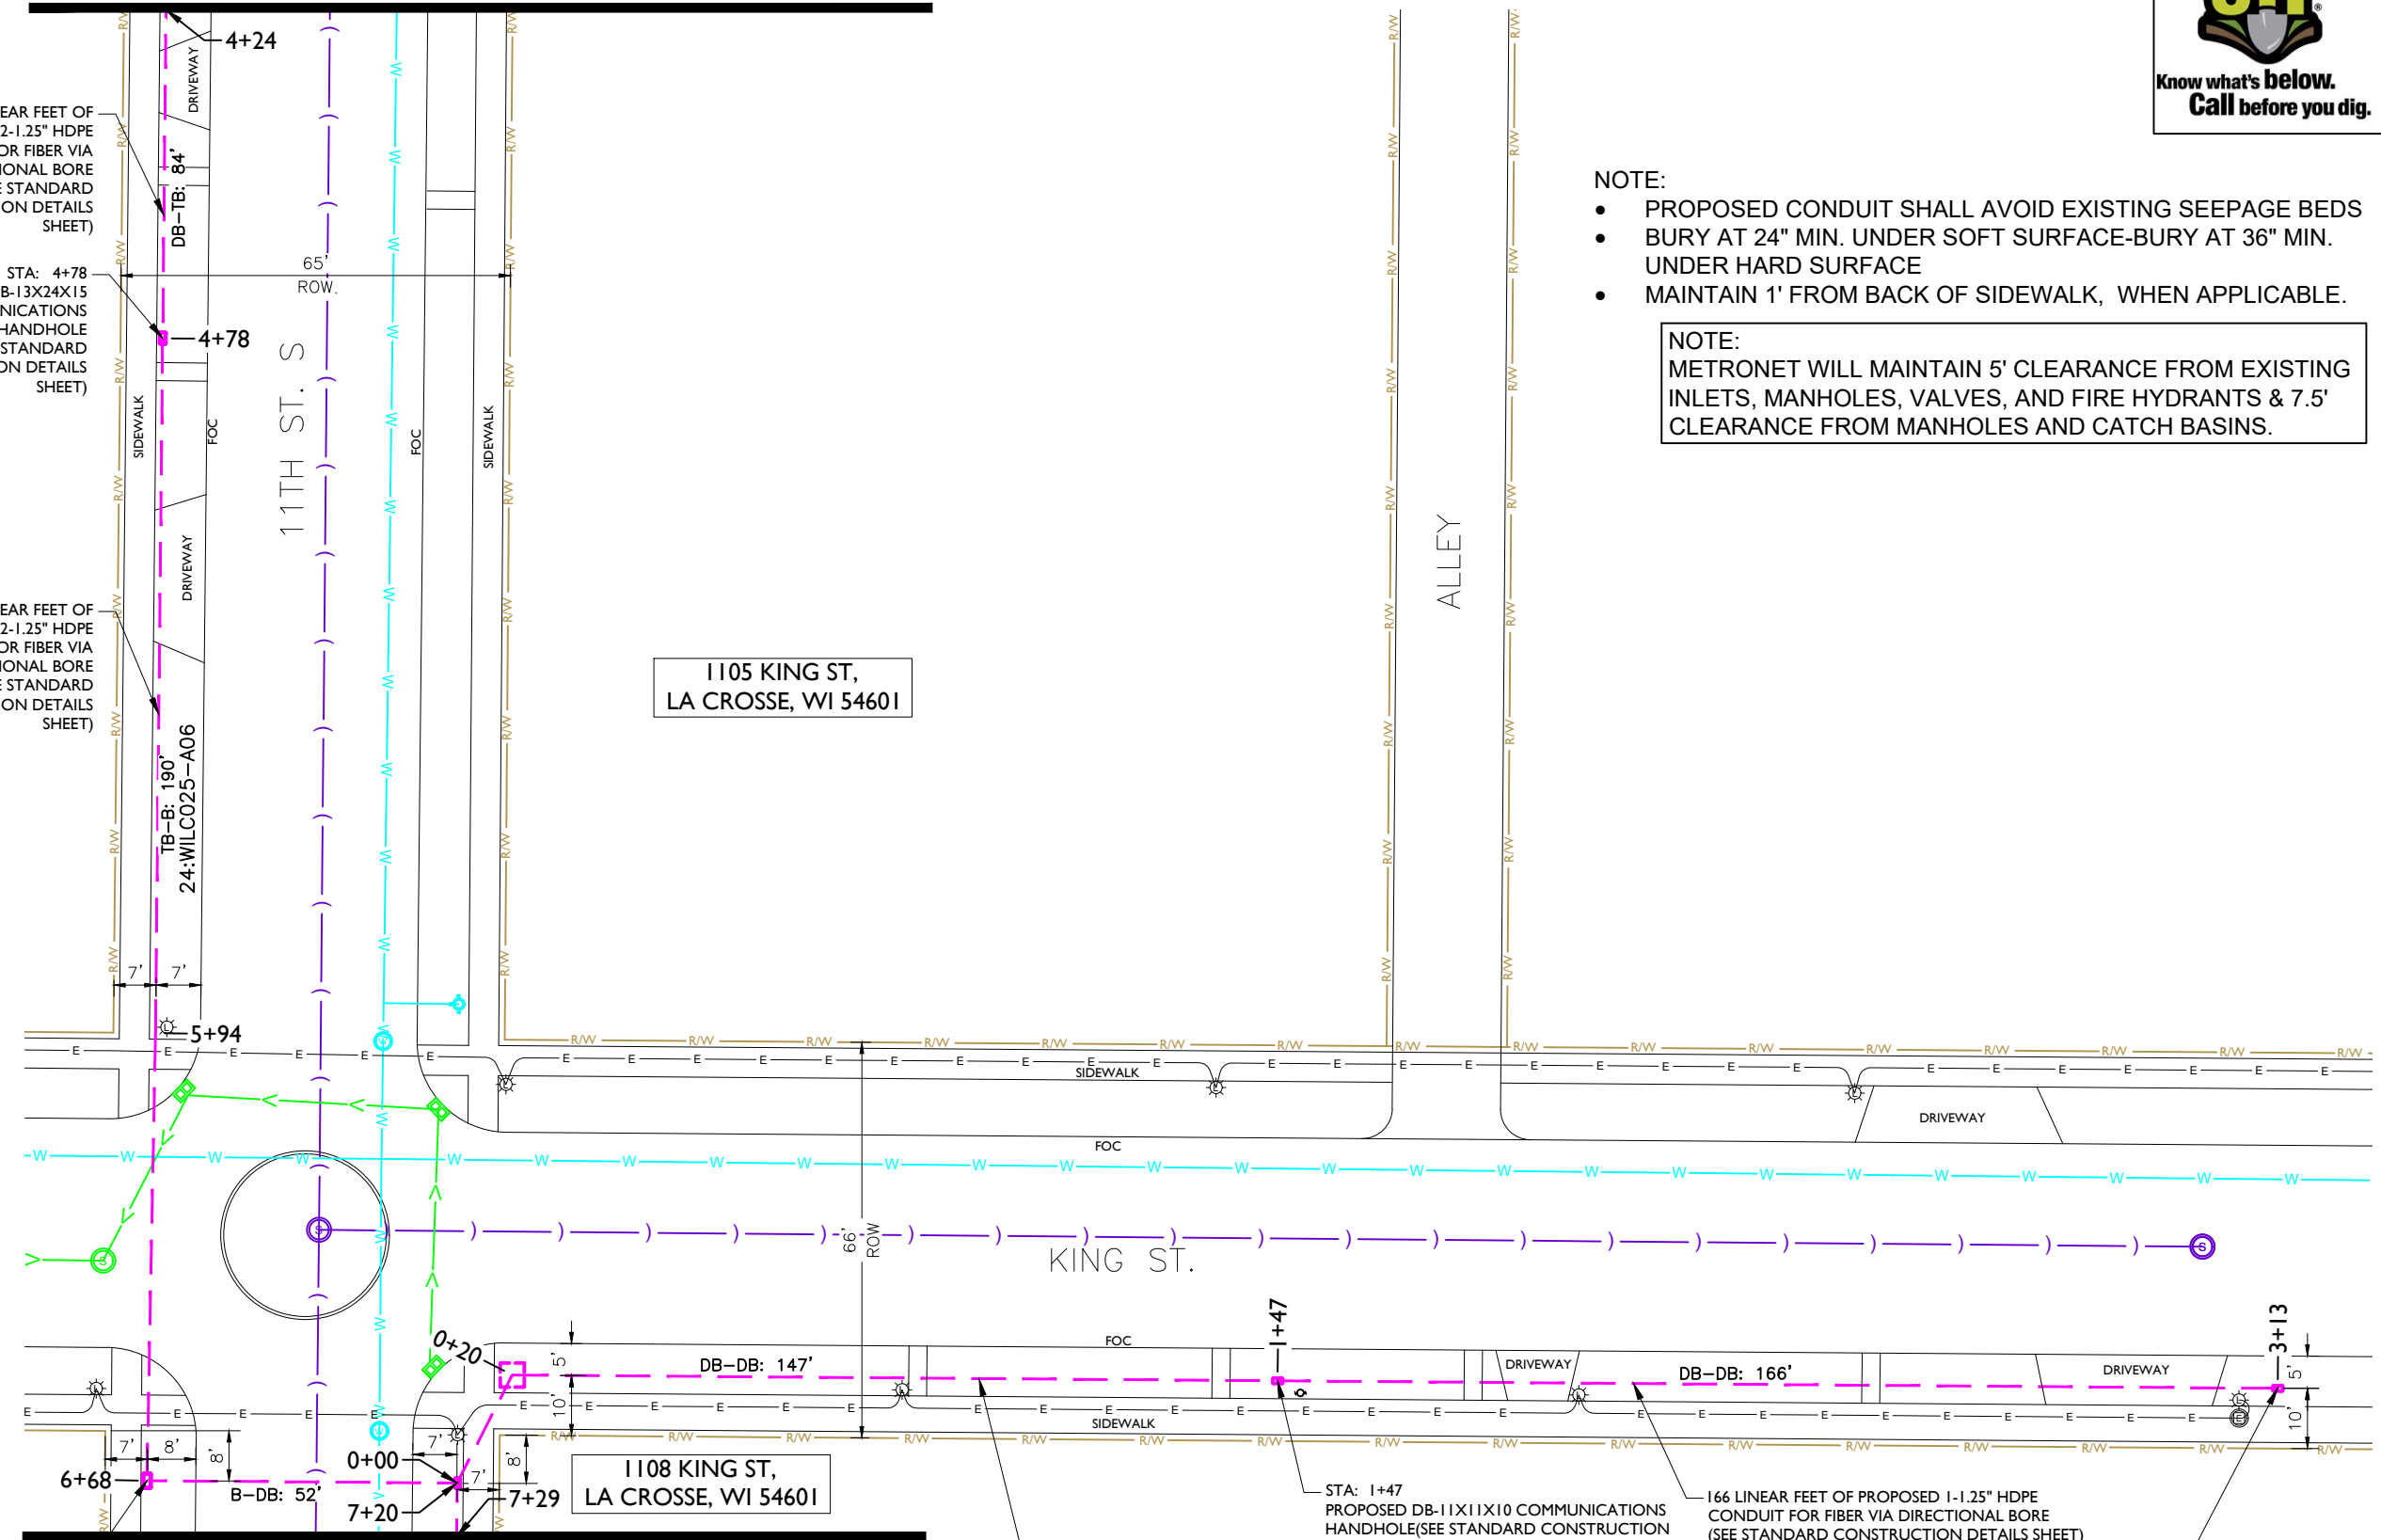 Know what's below.
Call before you dig.
NOTE:
• PROPOSED CONDUIT SHALL AVOID EXISTING SEEPAGE BEDS
• BURY AT 24" MIN. UNDER SOFT SURFACE-BURY AT 36" MIN.
UNDER HARD SURFACE
• MAINTAIN 1' FROM BACK OF SIDEWALK, WHEN APPLICABLE.
NOTE:
METRONET WILL MAINTAIN 5' CLEARANCE FROM EXISTING
INLETS, MANHOLES, VALVES, AND FIRE HYDRANTS & 7.5'
CLEARANCE FROM MANHOLES AND CATCH BASINS.
4+24
DRIVEWAY
EAR FEET OF
2-1.25" HDPE
OR FIBER VIA
IONAL BORE
E STANDARD
ON DETAILS
SHEET)
DB-TB: 84'
65'
ROW
STA: 4+78
B-13X24X15
NICATIONS
HANDHOLE
STANDARD
ON DETAILS
SHEET)
4+78
SIDEWALK
FOC
11TH ST. S
FOC
SIDEWALK
DRIVEWAY
ALLEY
EAR FEET OF
2-1.25" HDPE
OR FIBER VIA
IONAL BORE
E STANDARD
ON DETAILS
SHEET)
1105 KING ST,
LA CROSSE, WI 54601
TB-B: 190'
24:WILC025-A06
7' 7'
5+94
SIDEWALK
FOC
DRIVEWAY
66'
ROW
KING ST.
FOC
0+20
5'
10'
DB-DB: 147'
1+47
DRIVEWAY
DB-DB: 166'
DRIVEWAY
3+13
5'
10'
SIDEWALK
7' 8'
8'
6+68
B-DB: 52'
7'
0+00
7+20
7'
8'
7+29
1108 KING ST,
LA CROSSE, WI 54601
STA: 1+47
PROPOSED DB-11X11X10 COMMUNICATIONS
HANDHOLE(SEE STANDARD CONSTRUCTION
166 LINEAR FEET OF PROPOSED 1-1.25" HDPE
CONDUIT FOR FIBER VIA DIRECTIONAL BORE
(SEE STANDARD CONSTRUCTION DETAILS SHEET)